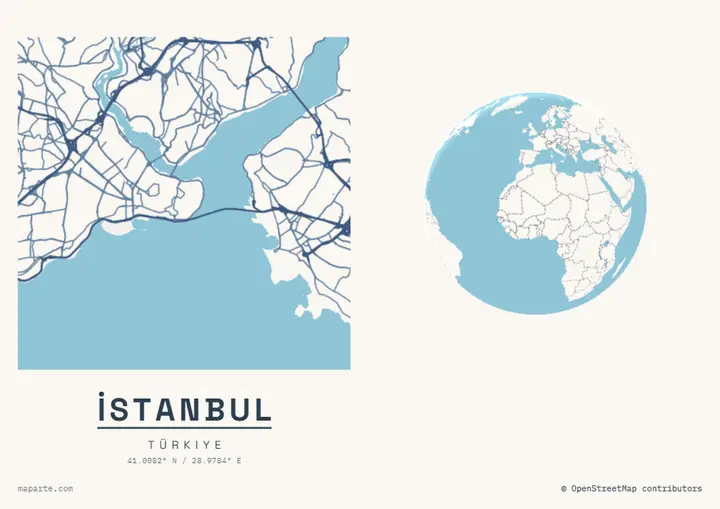 İSTANBUL
TÜRKIYE
41.0082° N / 28.9784° E
maparte.com
© OpenStreetMap contributors